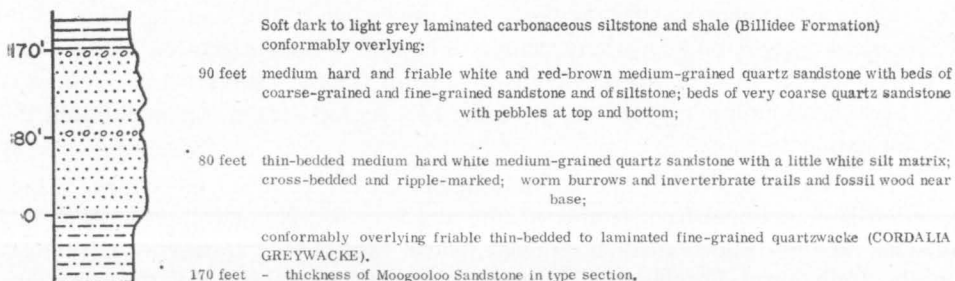 Soft dark to light grey laminated carbonaceous siltstone and shale (Billidee Formation)
conformably overlying:
170'
90 feet medium hard and friable white and red-brown medium-grained quartz sandstone with beds of
coarse-grained and fine-grained sandstone and of siltstone; beds of very coarse quartz sandstone
with pebbles at top and bottom;
80'
80 feet thin-bedded medium hard white medium-grained quartz sandstone with a little white silt matrix;
cross-bedded and ripple-marked; worm burrows and inverterbrate trails and fossil wood near
base;
0
conformably overlying friable thin-bedded to laminated fine-grained quartzwacke (CORDALIA
GREYWACKE).
170 feet - thickness of Moogooloo Sandstone in type section.